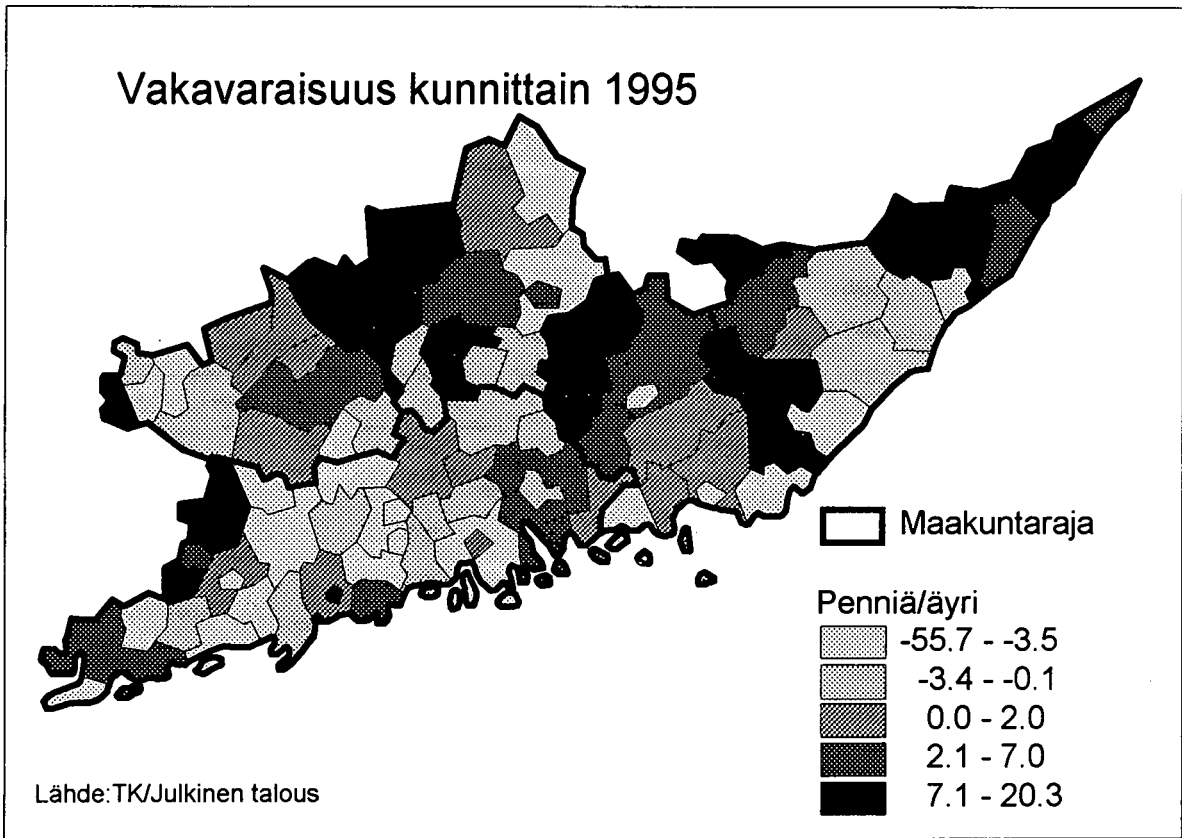 Vakavaraisuus kunnittain 1995
Maakuntaraja
Penniä/äyri
-55.7 - -3.5
-3.4 - -0.1
0.0 - 2.0
2.1 - 7.0
7.1 - 20.3
Lähde:TK/Julkinen talous